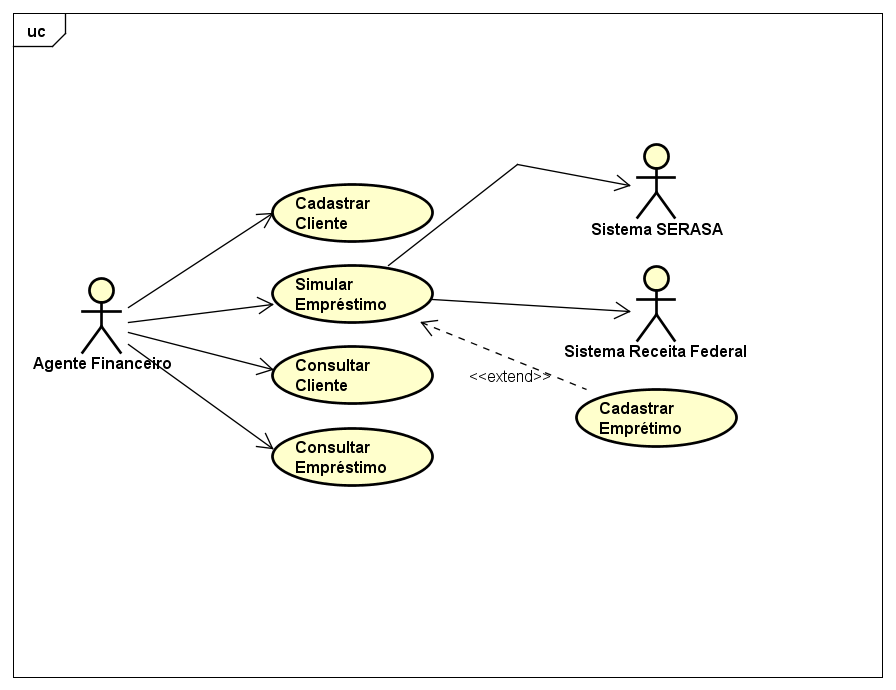 uc
Cadastrar
Cliente
Simular
Empréstimo
Consultar
Cliente
Consultar
Empréstimo
Agente Financeiro
Sistema SERASA
Sistema Receita Federal
<<extend>>
Cadastrar
Emprétimo